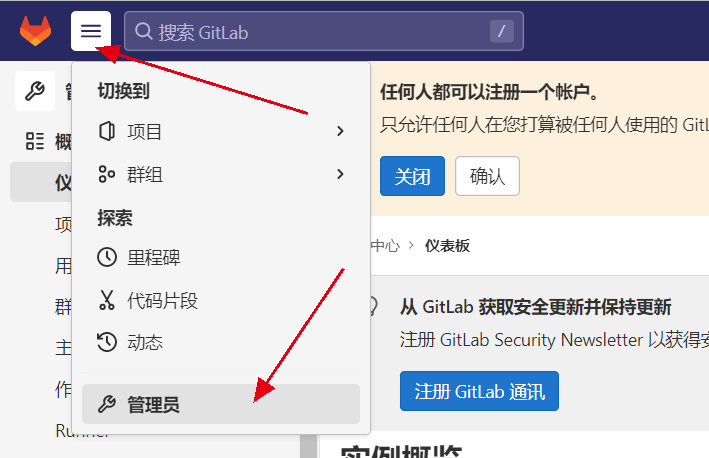 搜索 GitLab /
切换到
项目
群组
探索
里程碑
代码片段
动态
管理员
概
仪
项
用
群
主
作
Runner
任何人都可以注册一个帐户。
只允许任何人在您打算被任何人使用的 GitL
关闭 确认
中心 › 仪表板
从 GitLab 获取安全更新并保持更新
注册 GitLab Security Newsletter 以获得安
注册 GitLab 通讯
实例概览